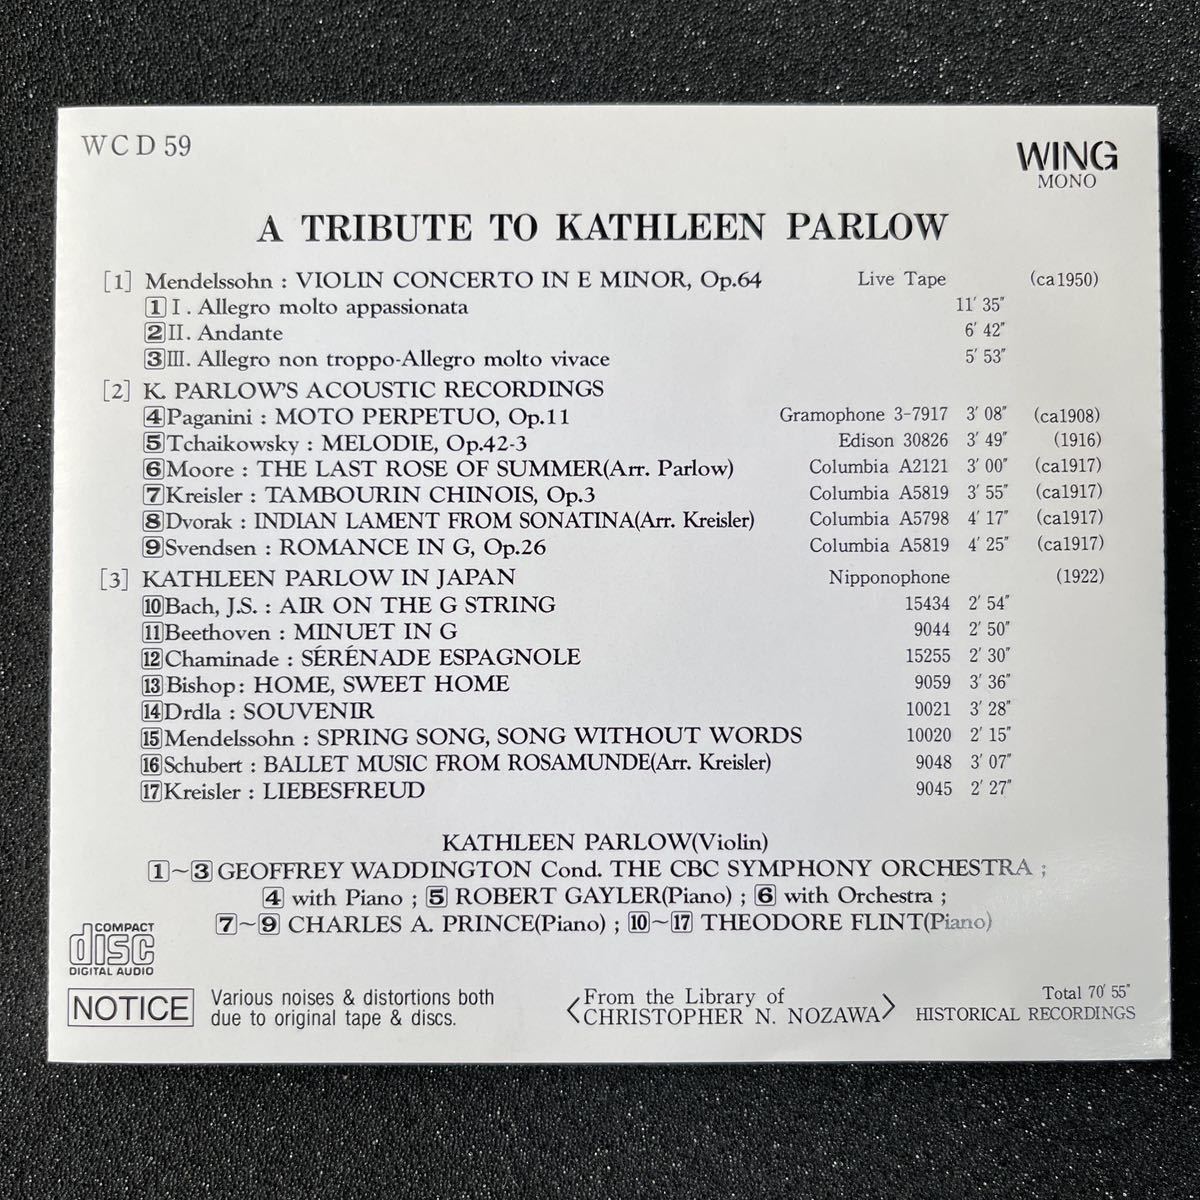 WCD 59
WING
MONO
A TRIBUTE TO KATHLEEN PARLOW
[1] Mendelssohn : VIOLIN CONCERTO IN E MINOR, Op.64 Live Tape (ca1950)
1 I. Allegro molto appassionata 11' 35"
2 II. Andante 6' 42"
3 III. Allegro non troppo-Allegro molto vivace 5' 53"
[2] K. PARLOW'S ACOUSTIC RECORDINGS
4 Paganini : MOTO PERPETUO, Op.11 Gramophone 3-7917 3' 08" (ca1908)
5 Tchaikowsky : MELODIE, Op.42-3 Edison 30826 3' 49" (1916)
6 Moore : THE LAST ROSE OF SUMMER(Arr. Parlow) Columbia A2121 3' 00" (ca1917)
7 Kreisler : TAMBOURIN CHINOIS, Op.3 Columbia A5819 3' 55" (ca1917)
8 Dvorak : INDIAN LAMENT FROM SONATINA(Arr. Kreisler) Columbia A5798 4' 17" (ca1917)
9 Svendsen : ROMANCE IN G, Op.26 Columbia A5819 4' 25" (ca1917)
[3] KATHLEEN PARLOW IN JAPAN Nipponophone (1922)
10 Bach, J.S. : AIR ON THE G STRING 15434 2' 54"
11 Beethoven : MINUET IN G 9044 2' 50"
12 Chaminade : SÉRÉNADE ESPAGNOLE 15255 2' 30"
13 Bishop : HOME, SWEET HOME 9059 3' 36"
14 Drdla : SOUVENIR 10021 3' 28"
15 Mendelssohn : SPRING SONG, SONG WITHOUT WORDS 10020 2' 15"
16 Schubert : BALLET MUSIC FROM ROSAMUNDE(Arr. Kreisler) 9048 3' 07"
17 Kreisler : LIEBESFREUD 9045 2' 27"
KATHLEEN PARLOW(Violin)
1~3 GEOFFREY WADDINGTON Cond. THE CBC SYMPHONY ORCHESTRA ;
4 with Piano ; 5 ROBERT GAYLER(Piano) ; 6 with Orchestra ;
7~9 CHARLES A. PRINCE(Piano) ; 10~17 THEODORE FLINT(Piano)
COMPACT
disc
DIGITAL AUDIO
NOTICE
Various noises & distortions both
due to original tape & discs.
<From the Library of
CHRISTOPHER N. NOZAWA>
Total 70' 55"
HISTORICAL RECORDINGS